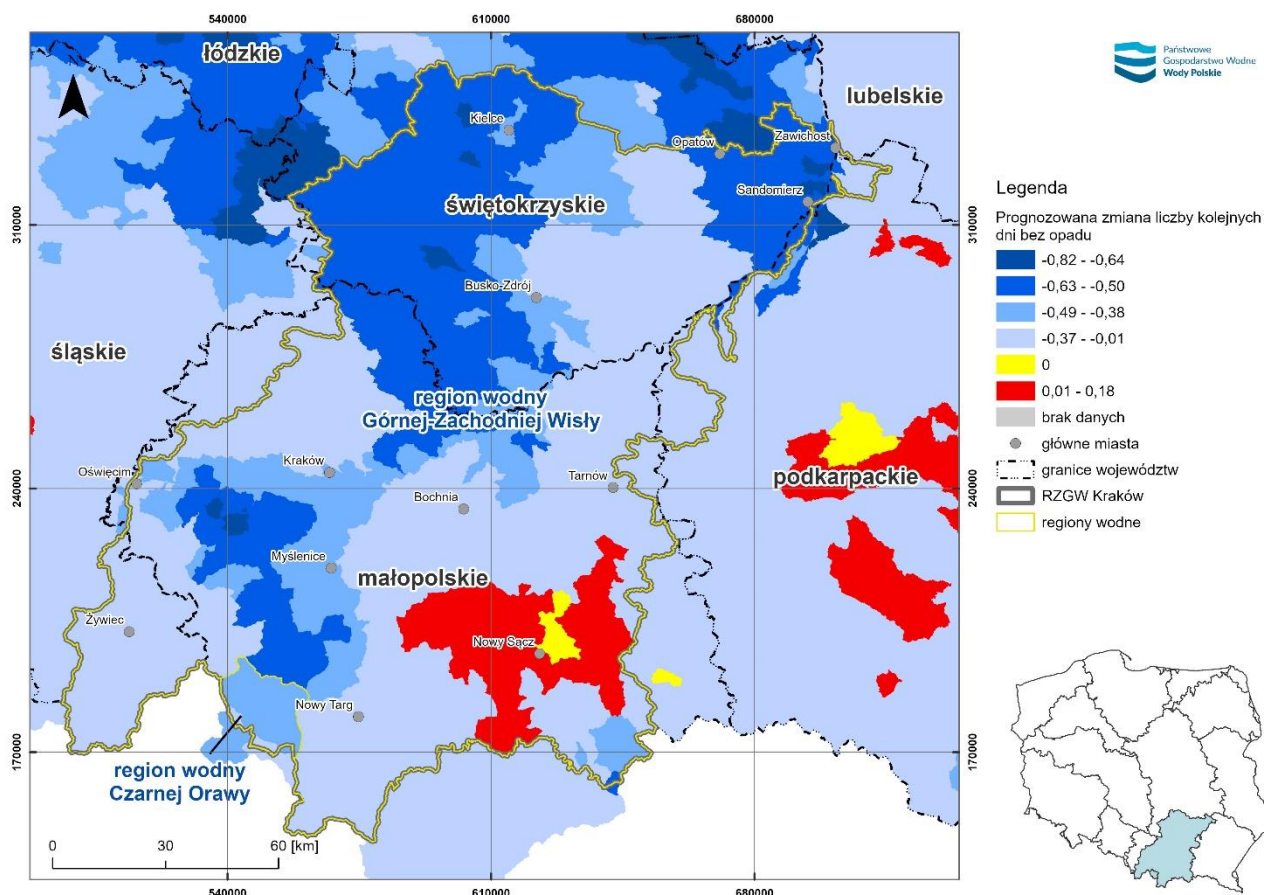 540000
610000
680000
łódzkie
Państwowe
Gospodarstwo Wodne
Wody Polskie
lubelskie
Kielce
Opatów
Zawichost
Sandomierz
świętokrzyskie
310000
310000
Busko-Zdrój
śląskie
region wodny
Górnej-Zachodniej Wisły
Oświęcim
Kraków
Bochnia
Tarnów
podkarpackie
240000
240000
Myślenice
małopolskie
Żywiec
Nowy Sącz
Nowy Targ
170000
170000
region wodny
Czarnej Orawy
0
30
60 [km]
540000
610000
680000
Legenda
Prognozowana zmiana liczby kolejnych
dni bez opadu
-0,82 - -0,64
-0,63 - -0,50
-0,49 - -0,38
-0,37 - -0,01
0
0,01 - 0,18
brak danych
główne miasta
granice województw
RZGW Kraków
regiony wodne